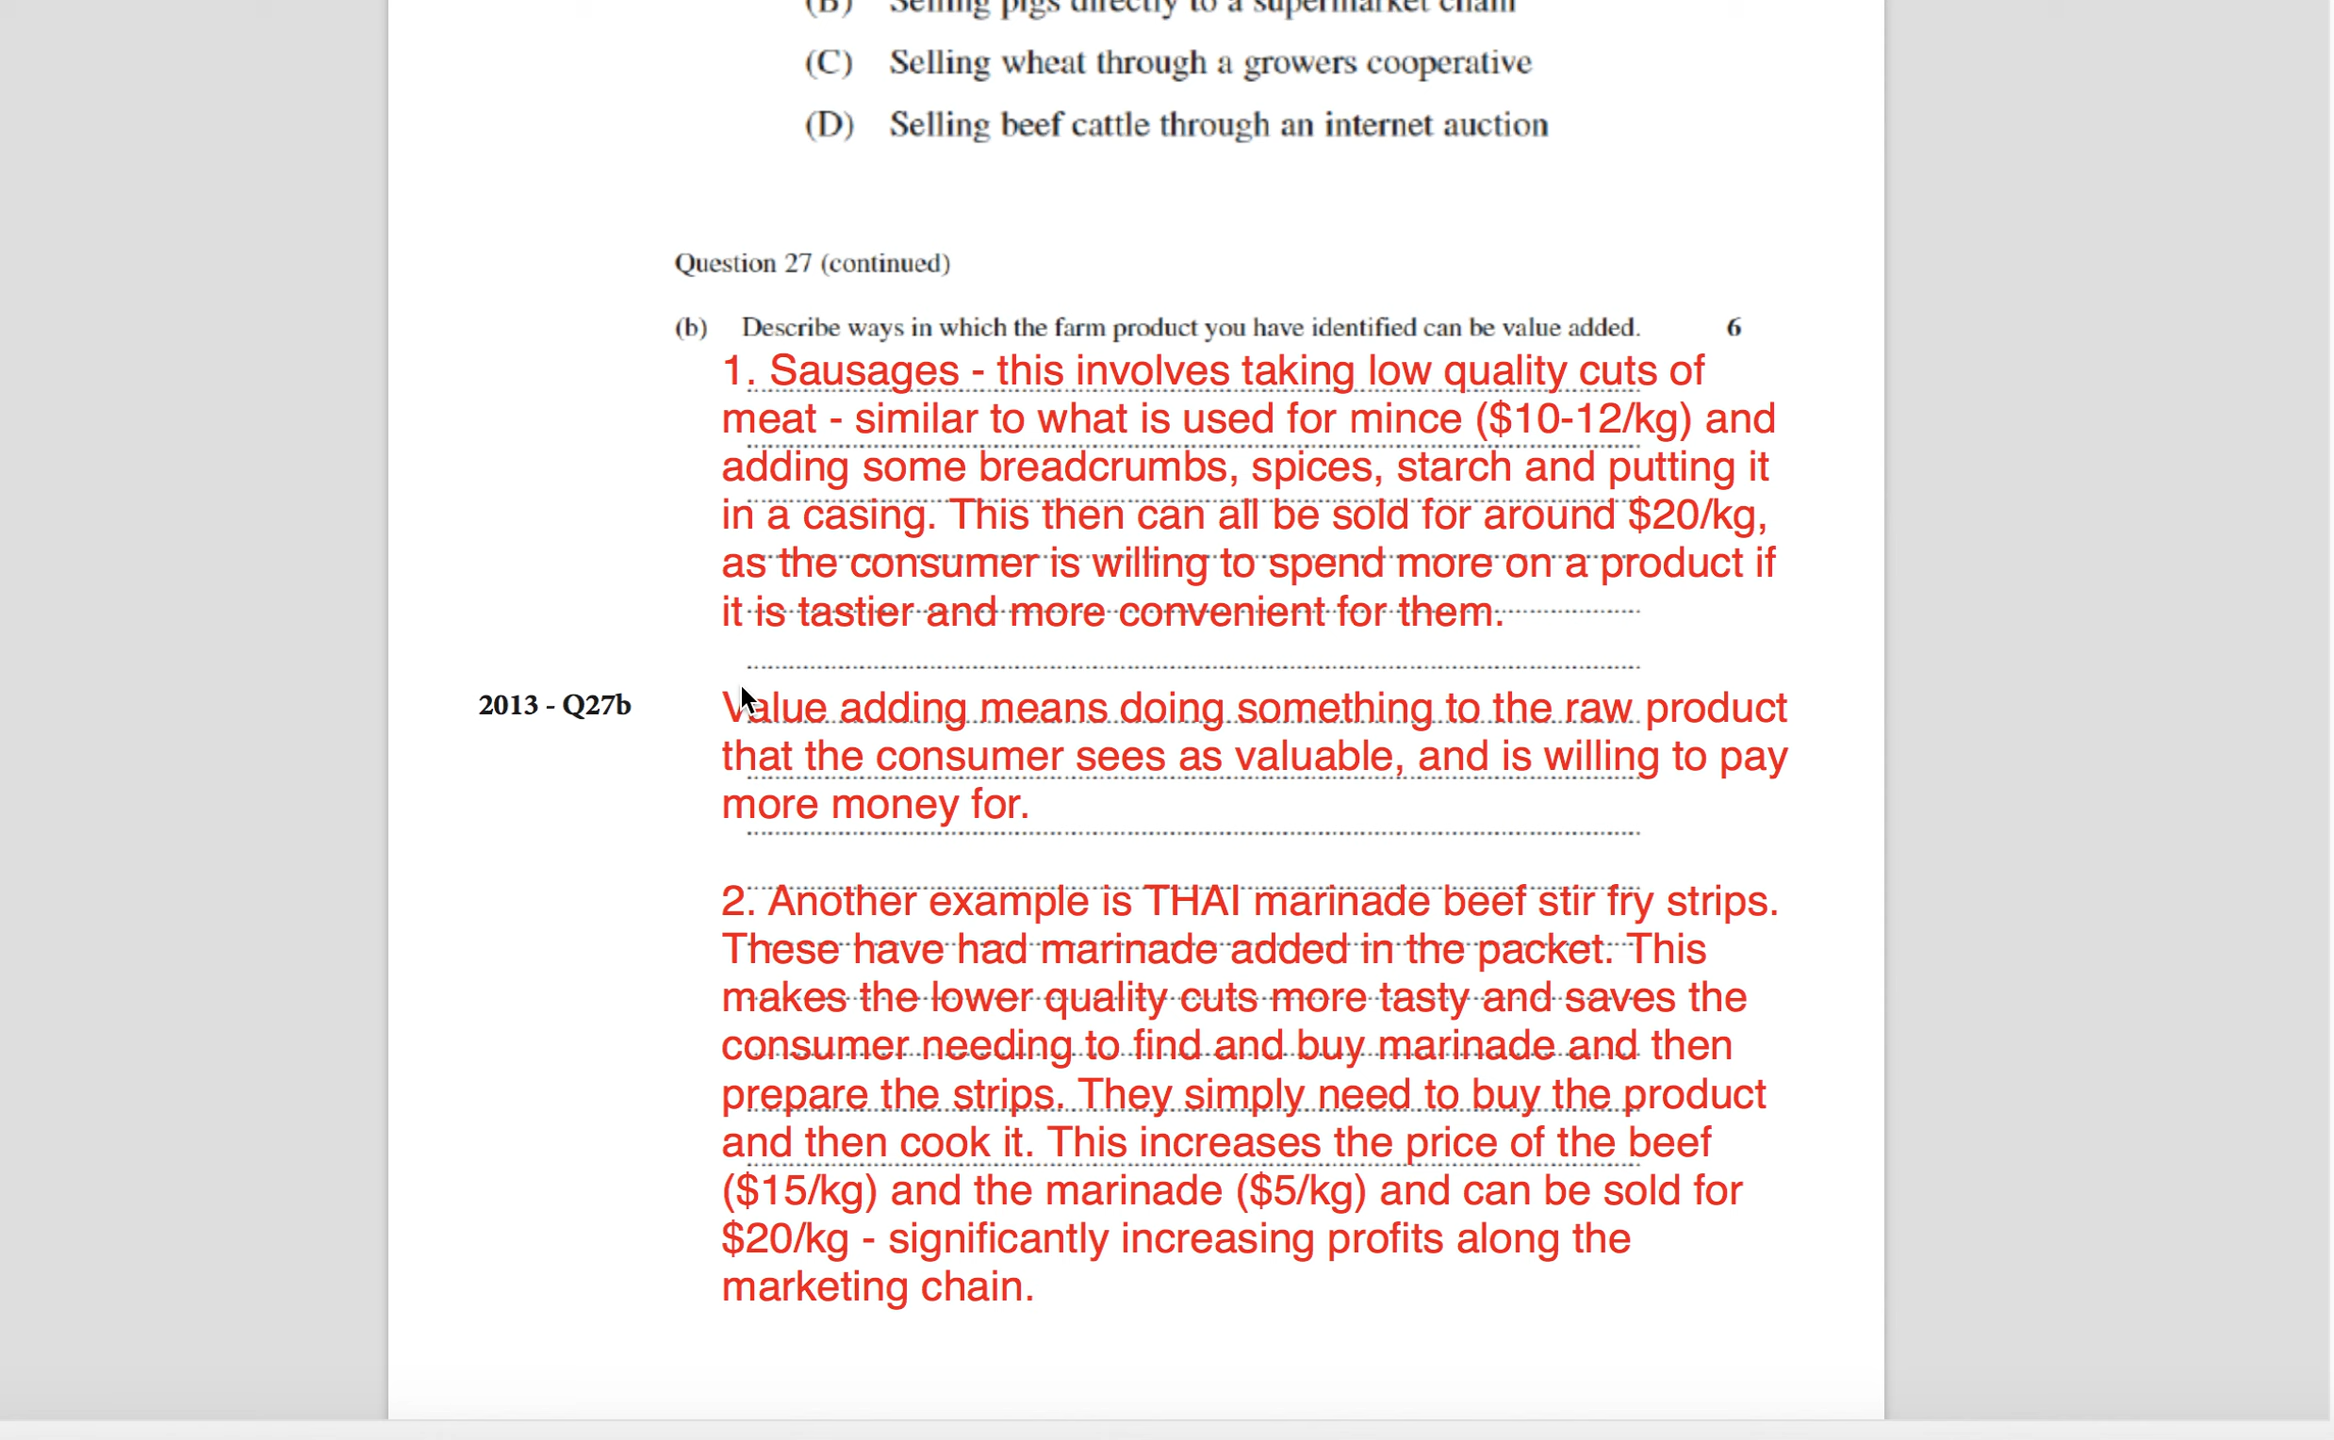 (B) Selling pigs directly to a supermarket chain
(C) Selling wheat through a growers cooperative
(D) Selling beef cattle through an internet auction
Question 27 (continued)
(b) Describe ways in which the farm product you have identified can be value added. 6
1. Sausages - this involves taking low quality cuts of
meat - similar to what is used for mince ($10-12/kg) and
adding some breadcrumbs, spices, starch and putting it
in a casing. This then can all be sold for around $20/kg,
as the consumer is willing to spend more on a product if
it is tastier and more convenient for them.
2013 - Q27b
Value adding means doing something to the raw product
that the consumer sees as valuable, and is willing to pay
more money for.
2. Another example is THAI marinade beef stir fry strips.
These have had marinade added in the packet. This
makes the lower quality cuts more tasty and saves the
consumer needing to find and buy marinade and then
prepare the strips. They simply need to buy the product
and then cook it. This increases the price of the beef
($15/kg) and the marinade ($5/kg) and can be sold for
$20/kg - significantly increasing profits along the
marketing chain.